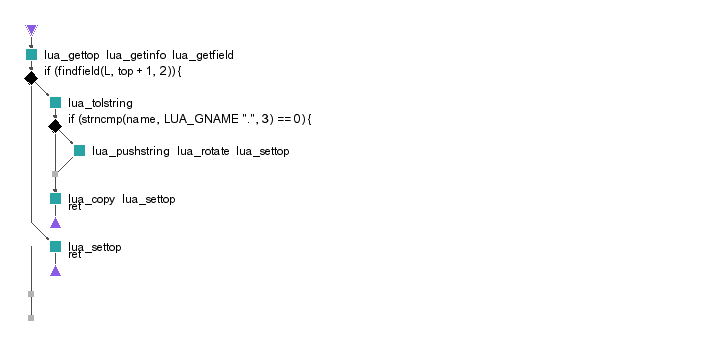 lua_gettop lua_getinfo lua_getfield
if (findfield(L, top + 1, 2)) {
lua_tolstring
if (strncmp(name, LUA_GNAME ".", 3) == 0) {
lua_pushstring lua_rotate lua_settop
lua_copy lua_settop
ret
lua_settop
ret